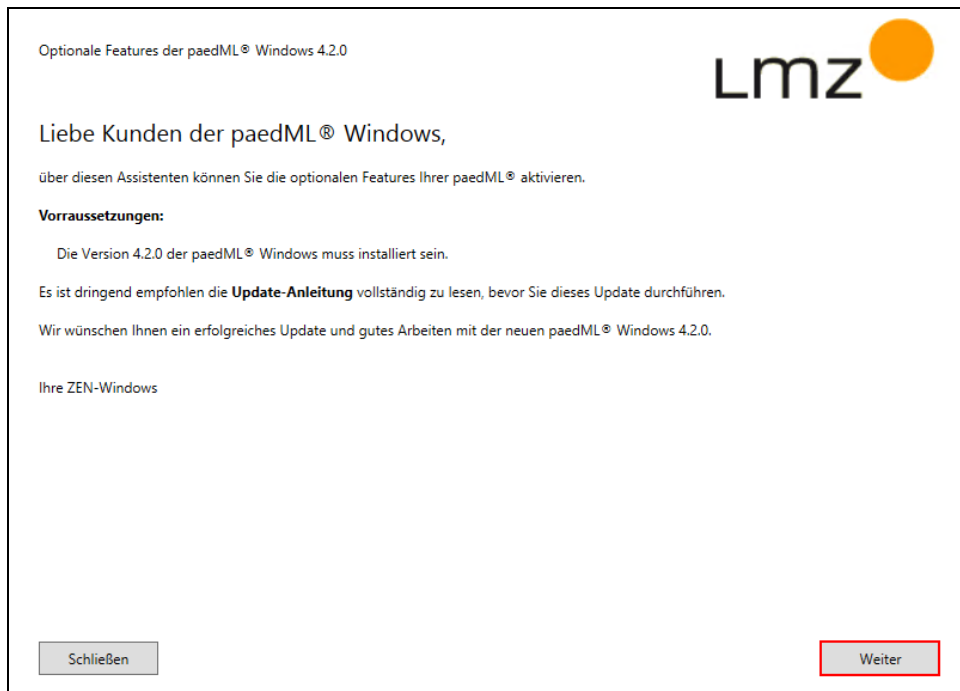 Optionale Features der paedML® Windows 4.2.0
Lmz
Liebe Kunden der paedML® Windows,
über diesen Assistenten können Sie die optionalen Features Ihrer paedML® aktivieren.
Vorraussetzungen:
Die Version 4.2.0 der paedML® Windows muss installiert sein.
Es ist dringend empfohlen die Update-Anleitung vollständig zu lesen, bevor Sie dieses Update durchführen.
Wir wünschen Ihnen ein erfolgreiches Update und gutes Arbeiten mit der neuen paedML® Windows 4.2.0.
Ihre ZEN-Windows
Schließen
Weiter